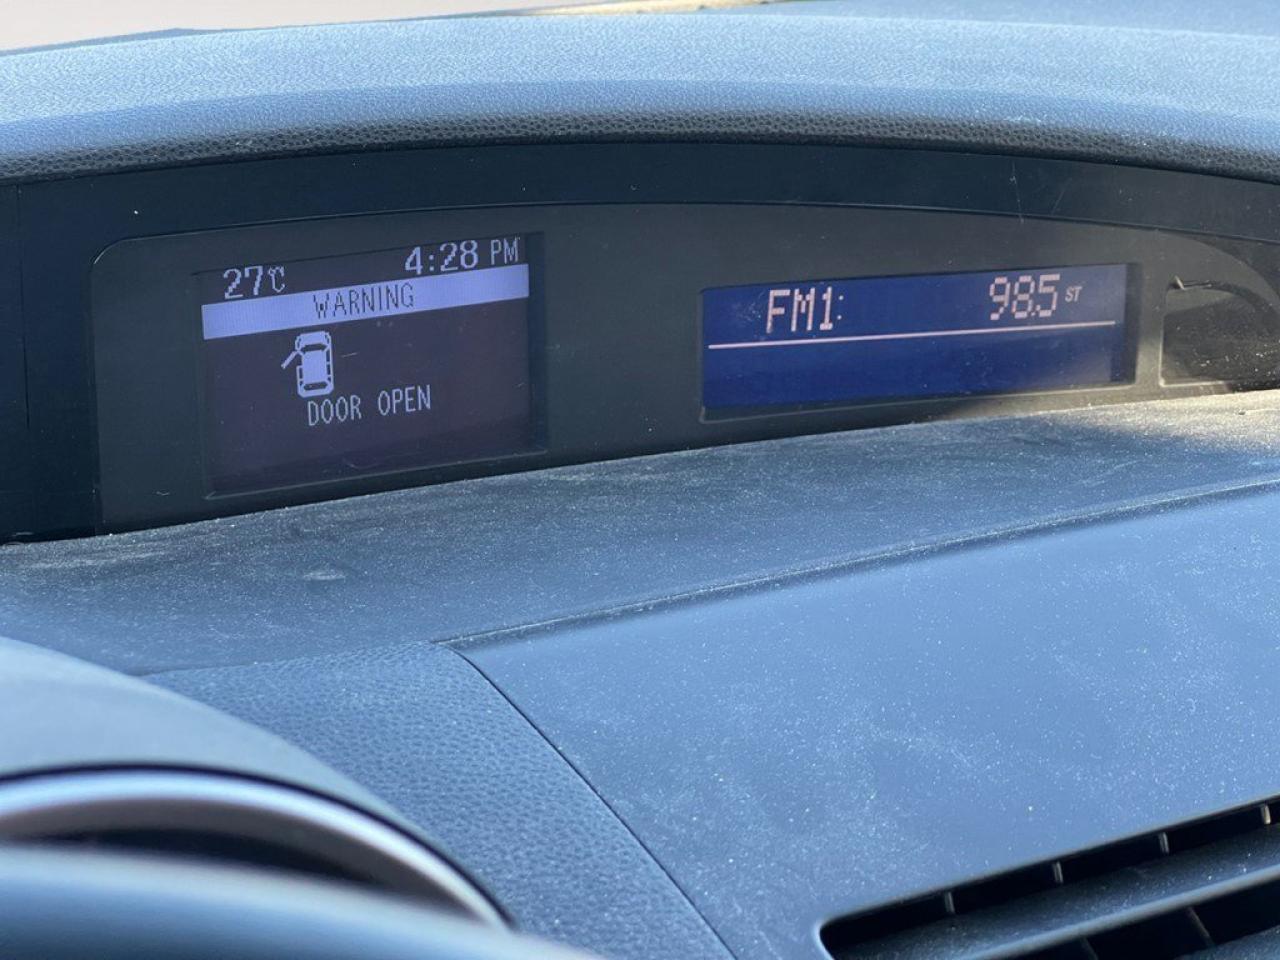 27℃ 4:28 PM
WARNING
DOOR OPEN
FM1: 98.5 ST